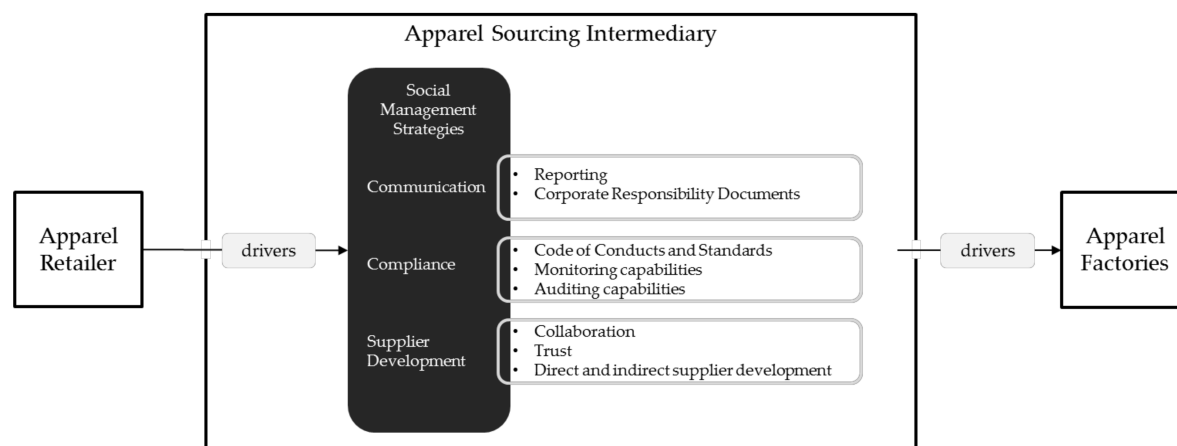 Apparel Sourcing Intermediary
Social
Management
Strategies
Communication
• Reporting
• Corporate Responsibility Documents
Apparel
Retailer
drivers
Compliance
• Code of Conducts and Standards
• Monitoring capabilities
• Auditing capabilities
drivers
Apparel
Factories
Supplier
Development
• Collaboration
• Trust
• Direct and indirect supplier development